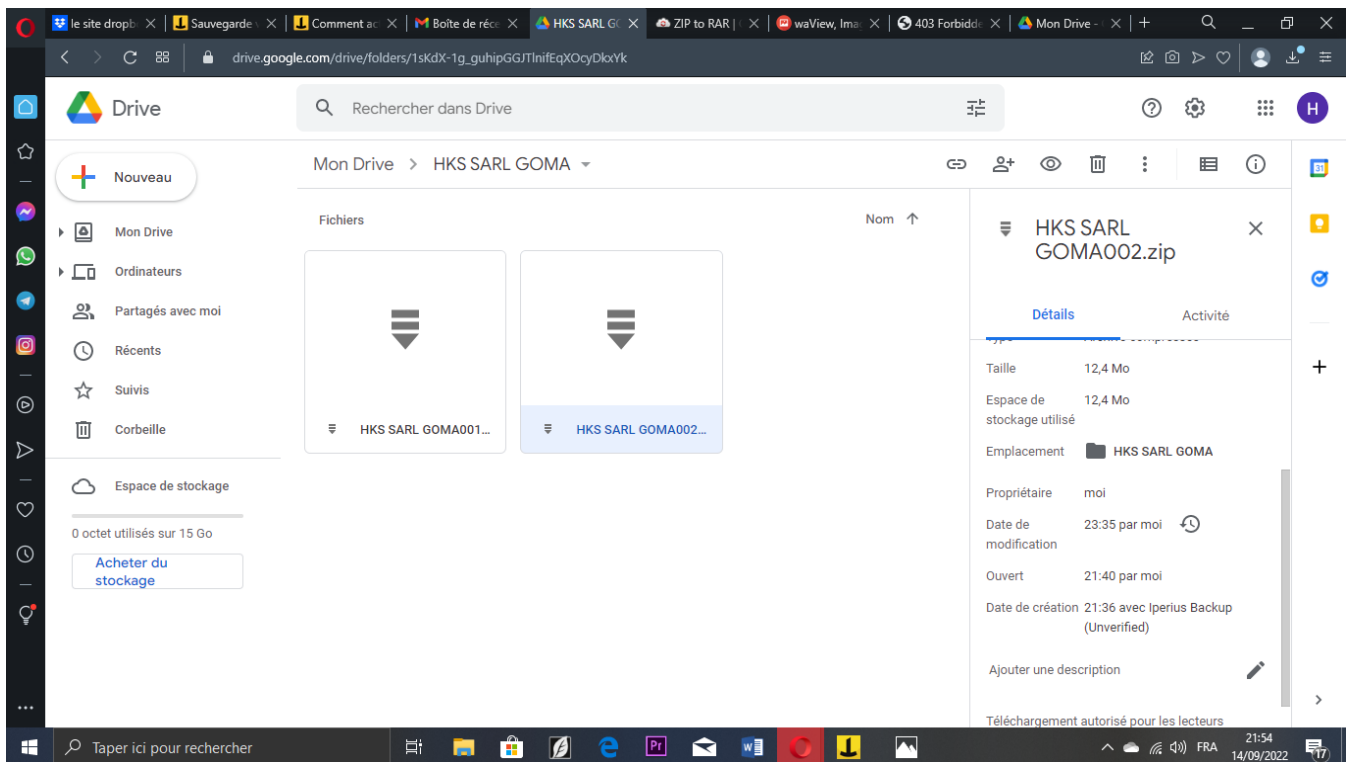 le site dropb
Sauvegarde
Comment ac
Boîte de réce
HKS SARL GO
ZIP to RAR |
waView, Ima
403 Forbidde
Mon Drive -
drive.google.com/drive/folders/1sKdX-1g_guhipGGJTlnifEqXOcyDkxYk
Drive
Rechercher dans Drive
H
Nouveau
Mon Drive > HKS SARL GOMA
31
Mon Drive
Ordinateurs
Partagés avec moi
Récents
Suivis
Corbeille
Espace de stockage
0 octet utilisés sur 15 Go
Acheter du
stockage
Fichiers
Nom
HKS SARL GOMA001...
HKS SARL GOMA002...
HKS SARL
GOMA002.zip
Détails
Activité
Taille 12,4 Mo
Espace de 12,4 Mo
stockage utilisé
Emplacement HKS SARL GOMA
Propriétaire moi
Date de 23:35 par moi
modification
Ouvert 21:40 par moi
Date de création 21:36 avec Iperius Backup
(Unverified)
Ajouter une description
Téléchargement autorisé pour les lecteurs
Taper ici pour rechercher
Pr
FRA
21:54
14/09/2022
17